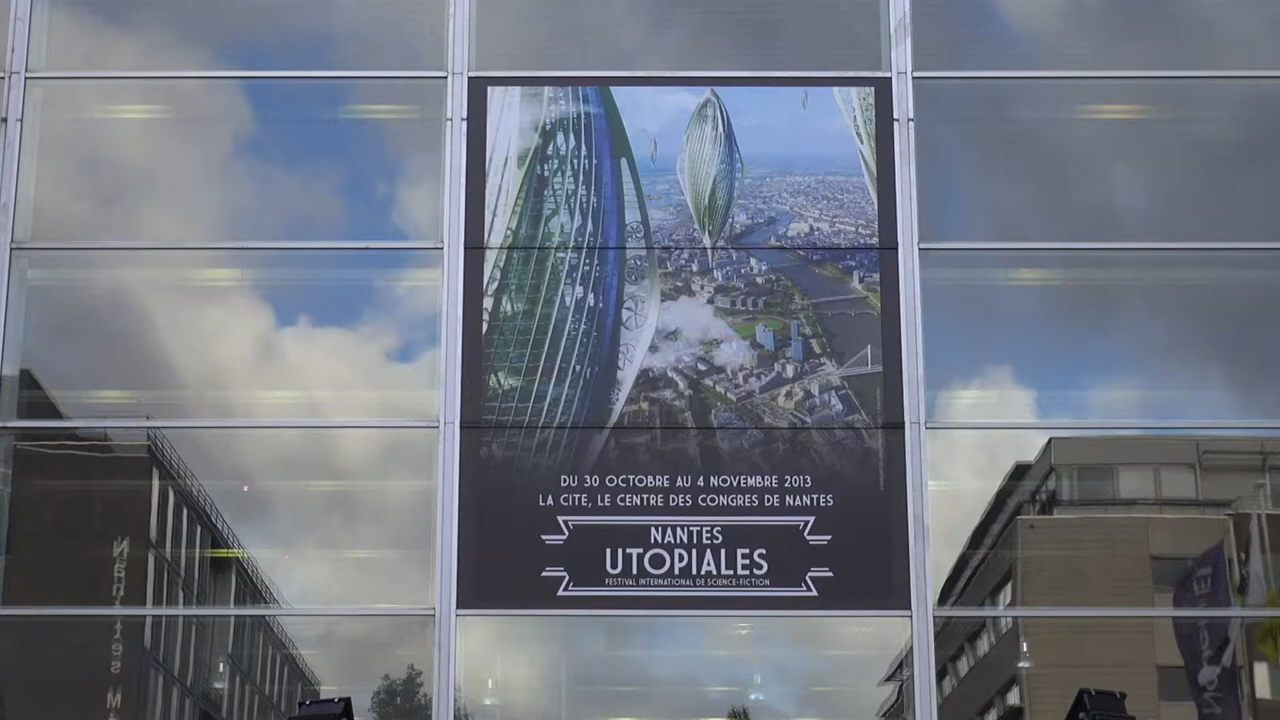 DU 30 OCTOBRE AU 4 NOVEMBRE 2013
LA CITE, LE CENTRE DES CONGRES DE NANTES
NANTES
UTOPIALES
FESTIVAL INTERNATIONAL DE SCIENCE-FICTION
Nantes M